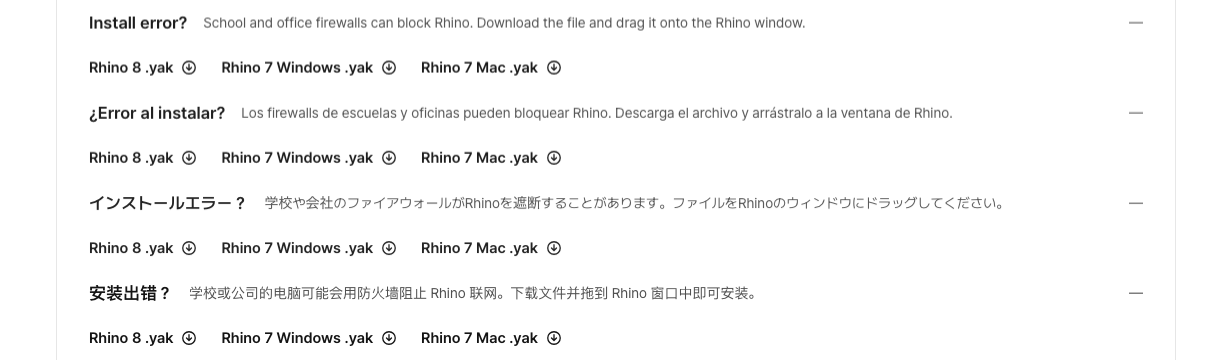 Install error? School and office firewalls can block Rhino. Download the file and drag it onto the Rhino window.
Rhino 8 .yak Rhino 7 Windows .yak Rhino 7 Mac .yak
¿Error al instalar? Los firewalls de escuelas y oficinas pueden bloquear Rhino. Descarga el archivo y arrástralo a la ventana de Rhino.
Rhino 8 .yak Rhino 7 Windows .yak Rhino 7 Mac .yak
インストールエラー？ 学校や会社のファイアウォールがRhinoを遮断することがあります。ファイルをRhinoのウィンドウにドラッグしてください。
Rhino 8 .yak Rhino 7 Windows .yak Rhino 7 Mac .yak
安装出错？ 学校或公司的电脑可能会用防火墙阻止 Rhino 联网。下载文件并拖到 Rhino 窗口中即可安装。
Rhino 8 .yak Rhino 7 Windows .yak Rhino 7 Mac .yak